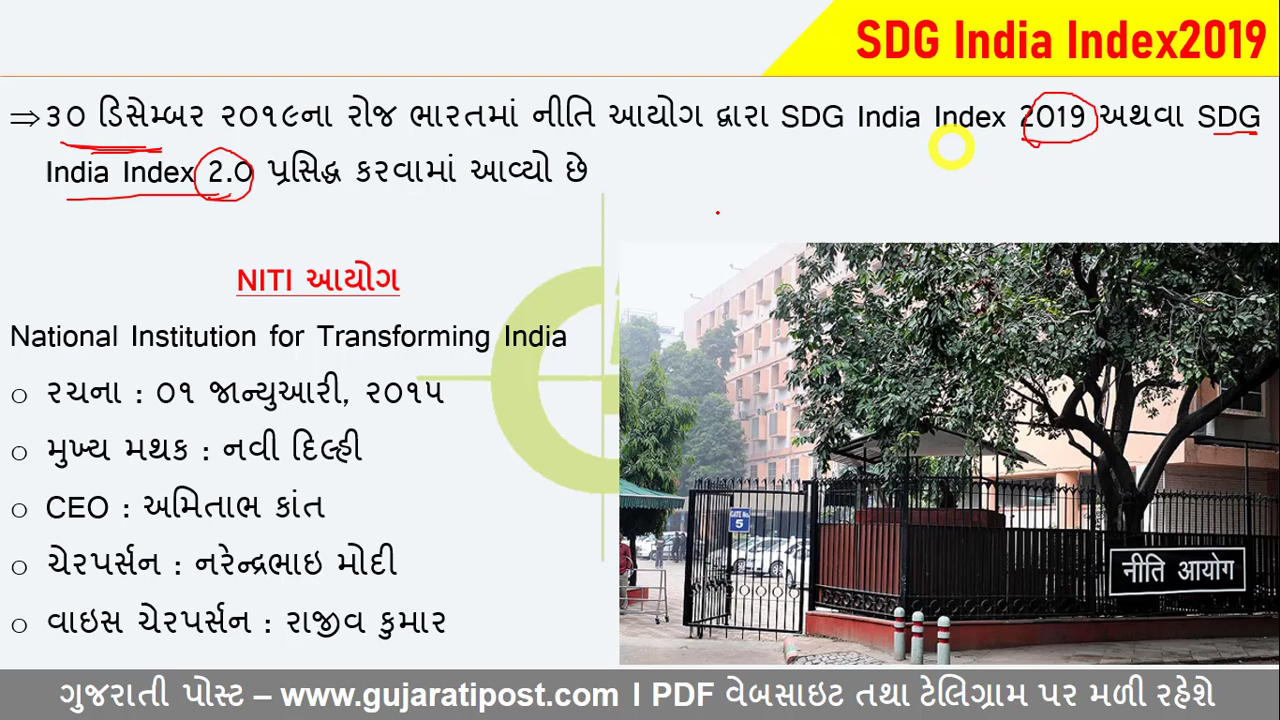 SDG India Index2019
⇒ ૩૦ ડિસેમ્બર ૨૦૧૯ના રોજ ભારતમાં નીતિ આયોગ દ્વારા SDG India Index 2019 અથવા SDG
India Index 2.0 પ્રસિદ્ધ કરવામાં આવ્યો છે
NITI આયોગ
National Institution for Transforming India
○ રચના : ૦૧ જાન્યુઆરી, ૨૦૧૫
○ મુખ્ય મથક : નવી દિલ્હી
○ CEO : અમિતાભ કાંત
○ ચેરપર્સન : નરેન્દ્રભાઇ મોદી
○ વાઇસ ચેરપર્સન : રાજીવ કુમાર
GATE No.
5
नीति आयोग
ગુજરાતી પોસ્ટ – www.gujaratipost.com l PDF વેબસાઇટ તથા ટેલિગ્રામ પર મળી રહેશે